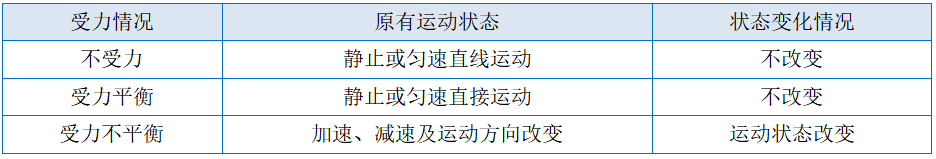 受力情况 原有运动状态 状态变化情况
不受力 静止或匀速直线运动 不改变
受力平衡 静止或匀速直接运动 不改变
受力不平衡 加速、减速及运动方向改变 运动状态改变